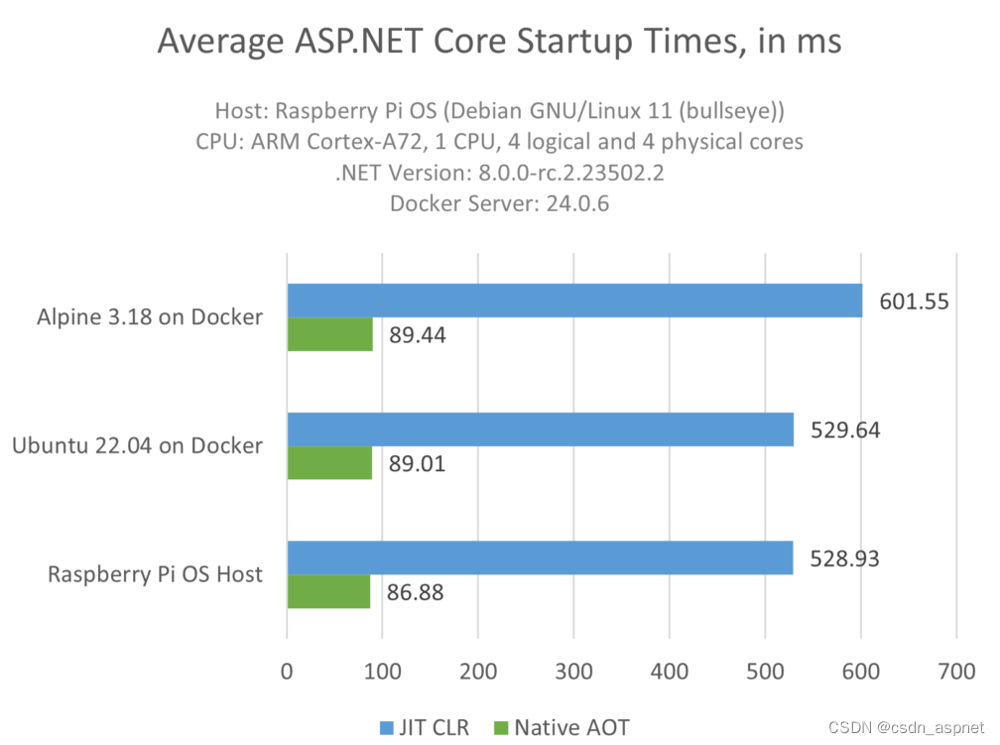 Average ASP.NET Core Startup Times, in ms
Host: Raspberry Pi OS (Debian GNU/Linux 11 (bullseye))
CPU: ARM Cortex-A72, 1 CPU, 4 logical and 4 physical cores
.NET Version: 8.0.0-rc.2.23502.2
Docker Server: 24.0.6
Alpine 3.18 on Docker
601.55
89.44
Ubuntu 22.04 on Docker
529.64
89.01
Raspberry Pi OS Host
528.93
86.88
0 100 200 300 400 500 600 700
JIT CLR Native AOT
CSDN @csdn_aspnet